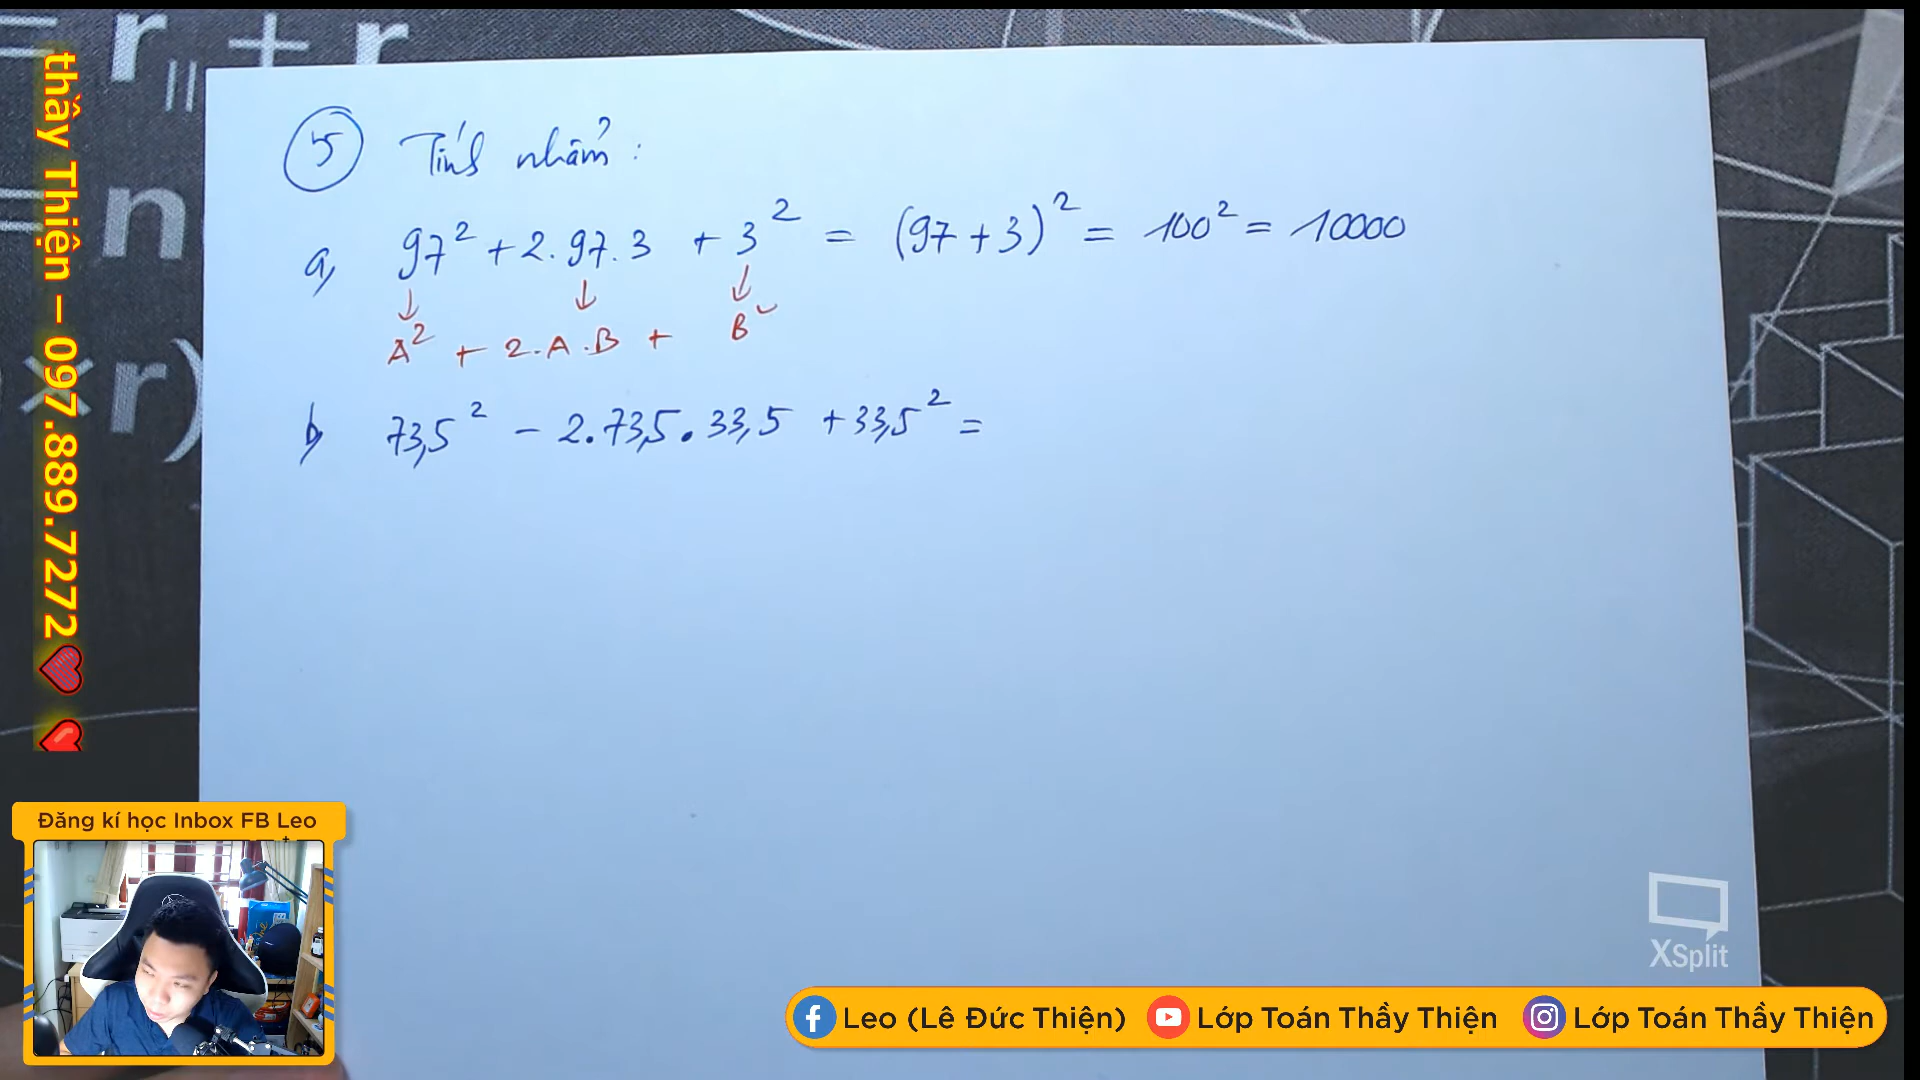 thầy Thiện – 097.889.7272
= r + r
||
= n
×r)
5 Tính nhẩm :
a, 97² + 2.97.3 + 3² = (97 + 3)² = 100² = 10000
A² + 2.A.B + B²
b, 73,5² - 2.73,5.33,5 + 33,5² =
Đăng kí học Inbox FB Leo
XSplit
Leo (Lê Đức Thiện) Lớp Toán Thầy Thiện Lớp Toán Thầy Thiện